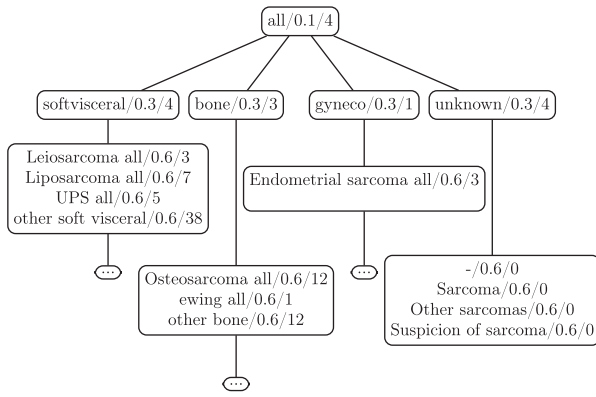 all/0.1/4
softvisceral/0.3/4
bone/0.3/3
gyneco/0.3/1
unknown/0.3/4
Leiosarcoma all/0.6/3
Liposarcoma all/0.6/7
UPS all/0.6/5
other soft visceral/0.6/38
Endometrial sarcoma all/0.6/3
...
...
Osteosarcoma all/0.6/12
ewing all/0.6/1
other bone/0.6/12
-/0.6/0
Sarcoma/0.6/0
Other sarcomas/0.6/0
Suspicion of sarcoma/0.6/0
...